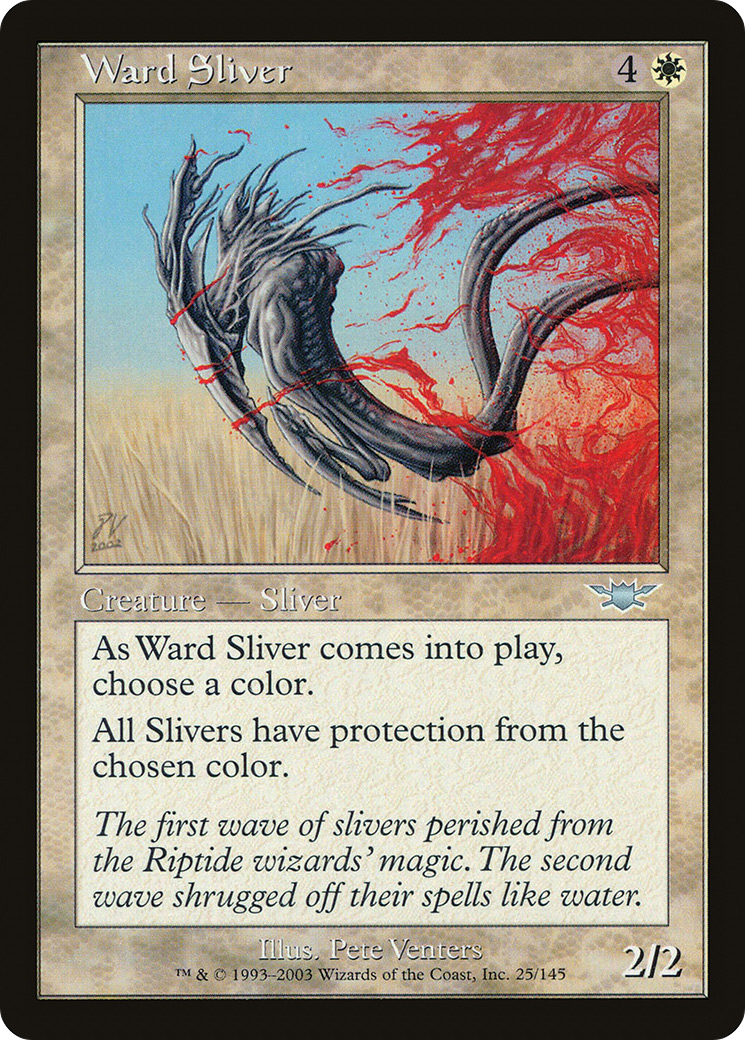 Ward Sliver 4
PV
2002
Creature — Sliver
As Ward Sliver comes into play,
choose a color.
All Slivers have protection from the
chosen color.
The first wave of slivers perished from
the Riptide wizards' magic. The second
wave shrugged off their spells like water.
Illus. Pete Venters
™ & © 1993–2003 Wizards of the Coast, Inc. 25/145
2/2